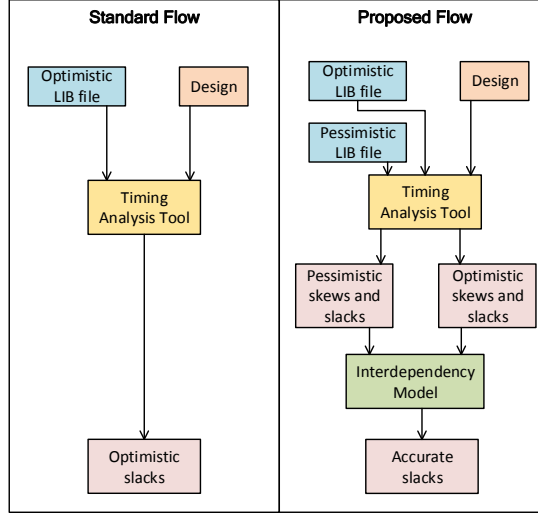 Standard Flow
Optimistic
LIB file
Design
Timing
Analysis Tool
Optimistic
slacks
Proposed Flow
Optimistic
LIB file
Design
Pessimistic
LIB file
Timing
Analysis Tool
Pessimistic
skews and
slacks
Optimistic
skews and
slacks
Interdependency
Model
Accurate
slacks